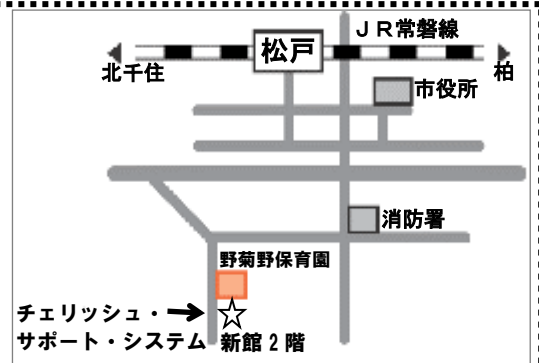 ＪＲ常磐線
松戸
北千住
柏
市役所
消防署
野菊野保育園
チェリッシュ・
サポート・システム
新館２階